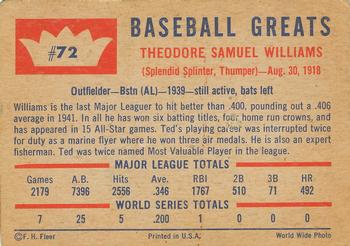 #72
BASEBALL GREATS
THEODORE SAMUEL WILLIAMS
(Splendid Splinter, Thumper)—Aug. 30, 1918
Outfielder—Bstn (AL)—1939—still active, bats left
Williams is the last Major Leaguer to hit better than .400, pounding out a .406
average in 1941. In all he has won six batting titles, four home run crowns, and
has appeared in 15 All-Star games. Ted's playing career was interrupted twice
for duty as a marine flyer where he won three air medals. He is also an expert
fisherman. Ted was twice named Most Valuable Player in the league.
MAJOR LEAGUE TOTALS
Games A.B. Hits .Ave. RBI 2B 3B HR
2179 7396 2556 .346 1767 510 71 492
WORLD SERIES TOTALS
7 25 5 .200 1 0 0 0
©F. H. Fleer Printed in U.S.A. World Wide Photo